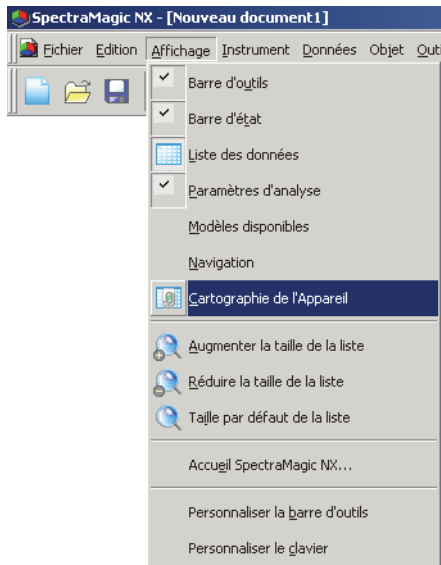 SpectraMagic NX - [Nouveau document1]
Fichier Edition Affichage Instrument Données Objet Outi
Barre d'outils
Barre d'état
Liste des données
Paramètres d'analyse
Modèles disponibles
Navigation
Cartographie de l'Appareil
Augmenter la taille de la liste
Réduire la taille de la liste
Taille par défaut de la liste
Accueil SpectraMagic NX...
Personnaliser la barre d'outils
Personnaliser le clavier